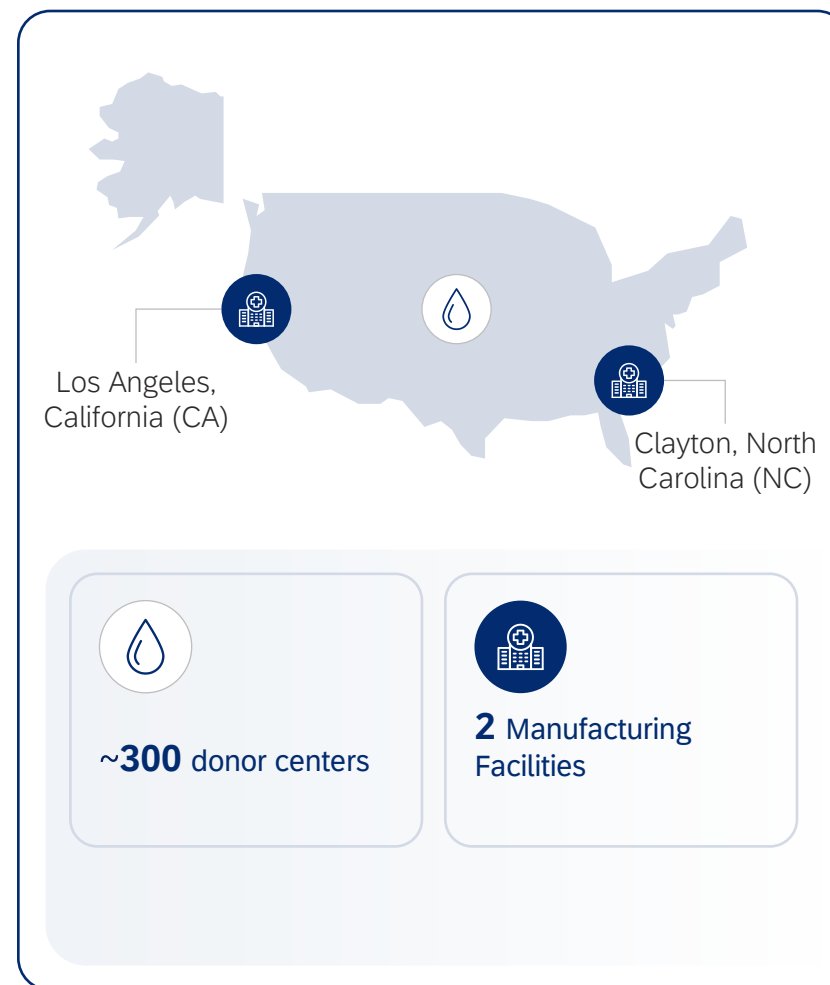 Los Angeles,
California (CA)
Clayton, North
Carolina (NC)
~300 donor centers
2 Manufacturing
Facilities